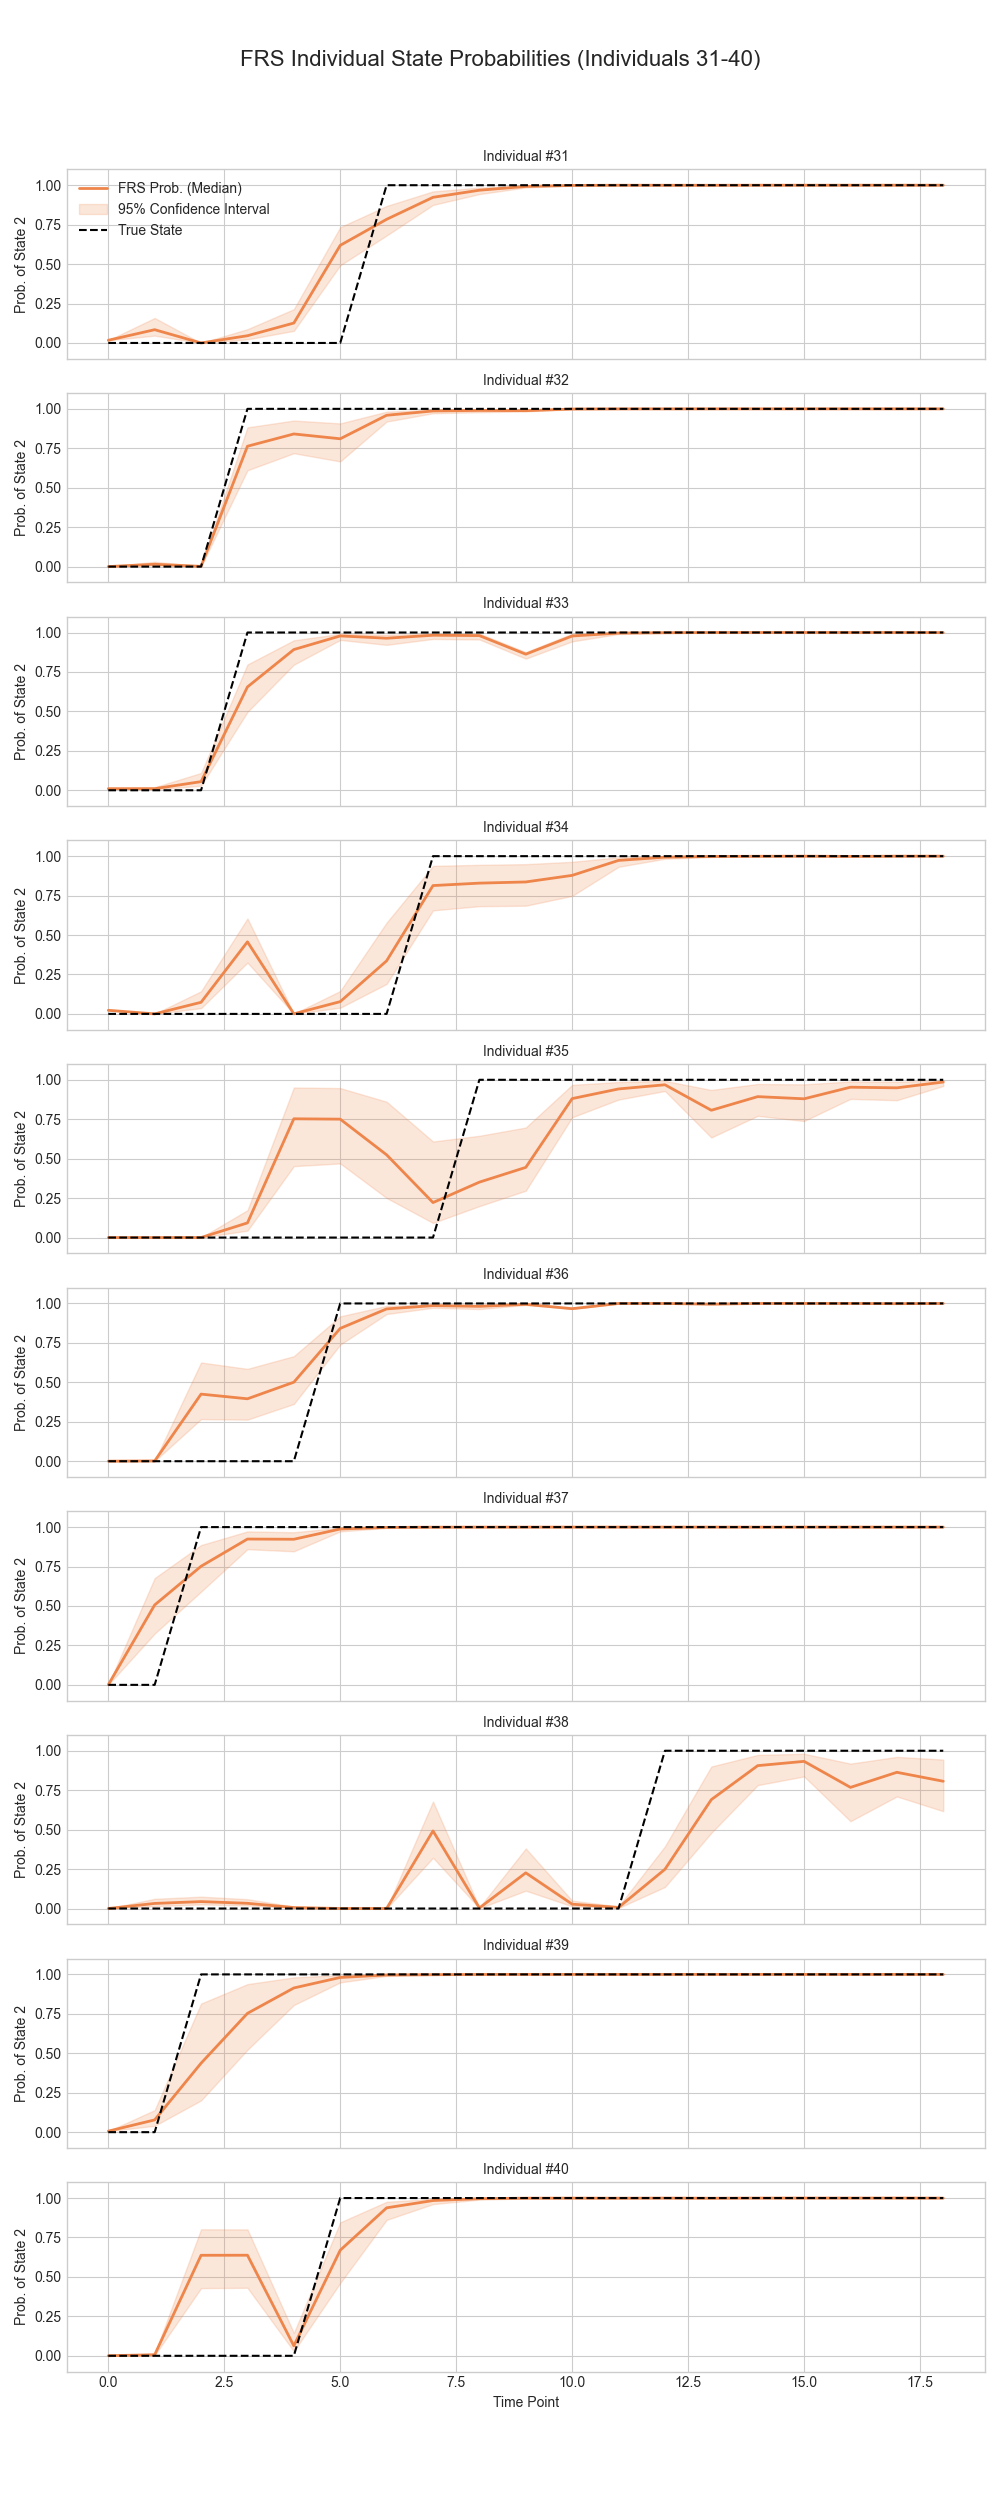 FRS Individual State Probabilities (Individuals 31-40)
Individual #31
1.00
0.75
0.50
0.25
0.00
Prob. of State 2
FRS Prob. (Median)
95% Confidence Interval
True State
Individual #32
1.00
0.75
0.50
0.25
0.00
Prob. of State 2
Individual #33
1.00
0.75
0.50
0.25
0.00
Prob. of State 2
Individual #34
1.00
0.75
0.50
0.25
0.00
Prob. of State 2
Individual #35
1.00
0.75
0.50
0.25
0.00
Prob. of State 2
Individual #36
1.00
0.75
0.50
0.25
0.00
Prob. of State 2
Individual #37
1.00
0.75
0.50
0.25
0.00
Prob. of State 2
Individual #38
1.00
0.75
0.50
0.25
0.00
Prob. of State 2
Individual #39
1.00
0.75
0.50
0.25
0.00
Prob. of State 2
Individual #40
1.00
0.75
0.50
0.25
0.00
Prob. of State 2
0.0 2.5 5.0 7.5 10.0 12.5 15.0 17.5
Time Point